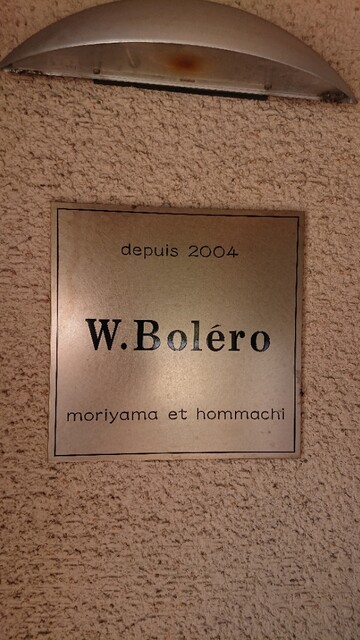 depuis 2004
W.Boléro
moriyama et hommachi